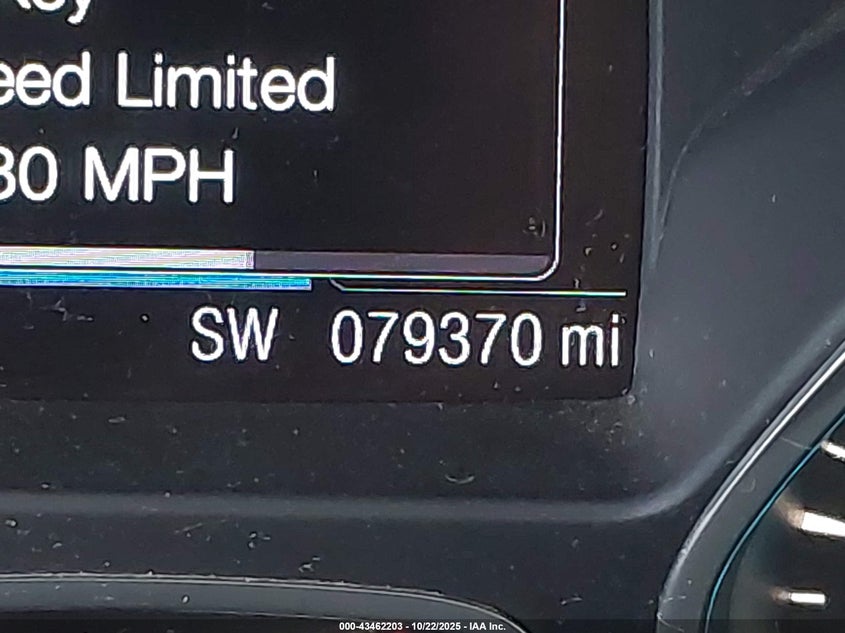 eed Limited
80 MPH
SW 079370 mi
000-43462203 - 10/22/2025 - IAA Inc.